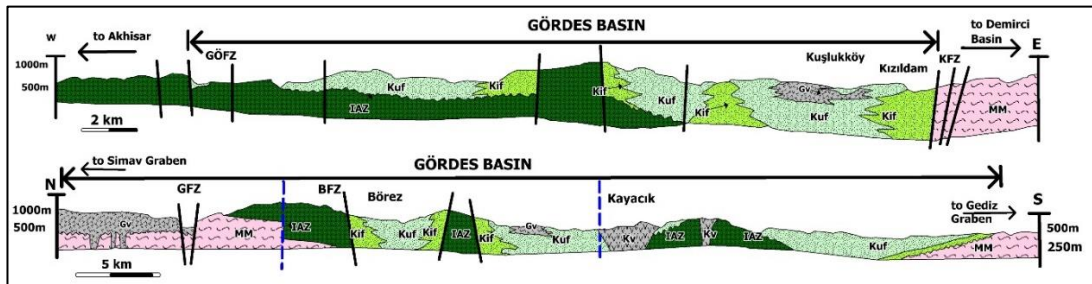 GÖRDES BASIN
W
to Akhisar
GÖFZ
Kuşlukköy
Kızıldam
KFZ
to Demirci
Basin
E
1000m
500m
IAZ
Kuf
Kif
Kif
Kuf
Kif
Gv
Kuf
Kif
MM
2 km
to Simav Graben
GÖRDES BASIN
N
GFZ
BFZ
Börez
Kayacık
to Gediz
Graben
S
1000m
500m
Gv
MM
IAZ
Kif
Kuf
Kif
IAZ
Kif
Gv
Kuf
Kv
IAZ
Kv
IAZ
Kuf
MM
500m
250m
5 km